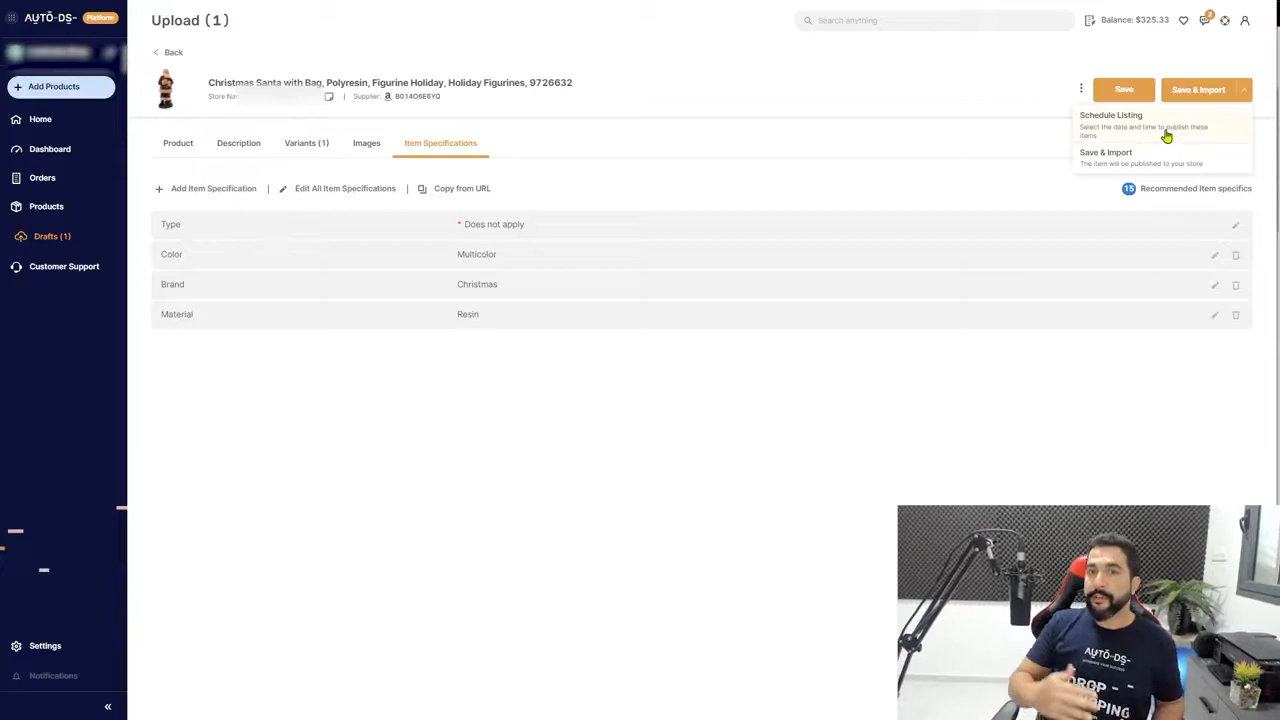 AUTO-DS-
Platform
Upload (1)
Search anything
Balance: $325.33
2
Back
Add Products
Christmas Santa with Bag, Polyresin, Figurine Holiday, Holiday Figurines, 9726632
Supplier: a B014O6E6YQ
Save
Save & Import
Home
Dashboard
Orders
Products
Drafts (1)
Customer Support
Schedule Listing
Select the date and time to publish these
items
Save & Import
The item will be published to your store
Product
Description
Variants (1)
Images
Item Specifications
Add Item Specification
Edit All Item Specifications
Copy from URL
15 Recommended Item specifics
Type * Does not apply
Color Multicolor
Brand Christmas
Material Resin
Settings
Notifications
AUTO-DS-
DROP